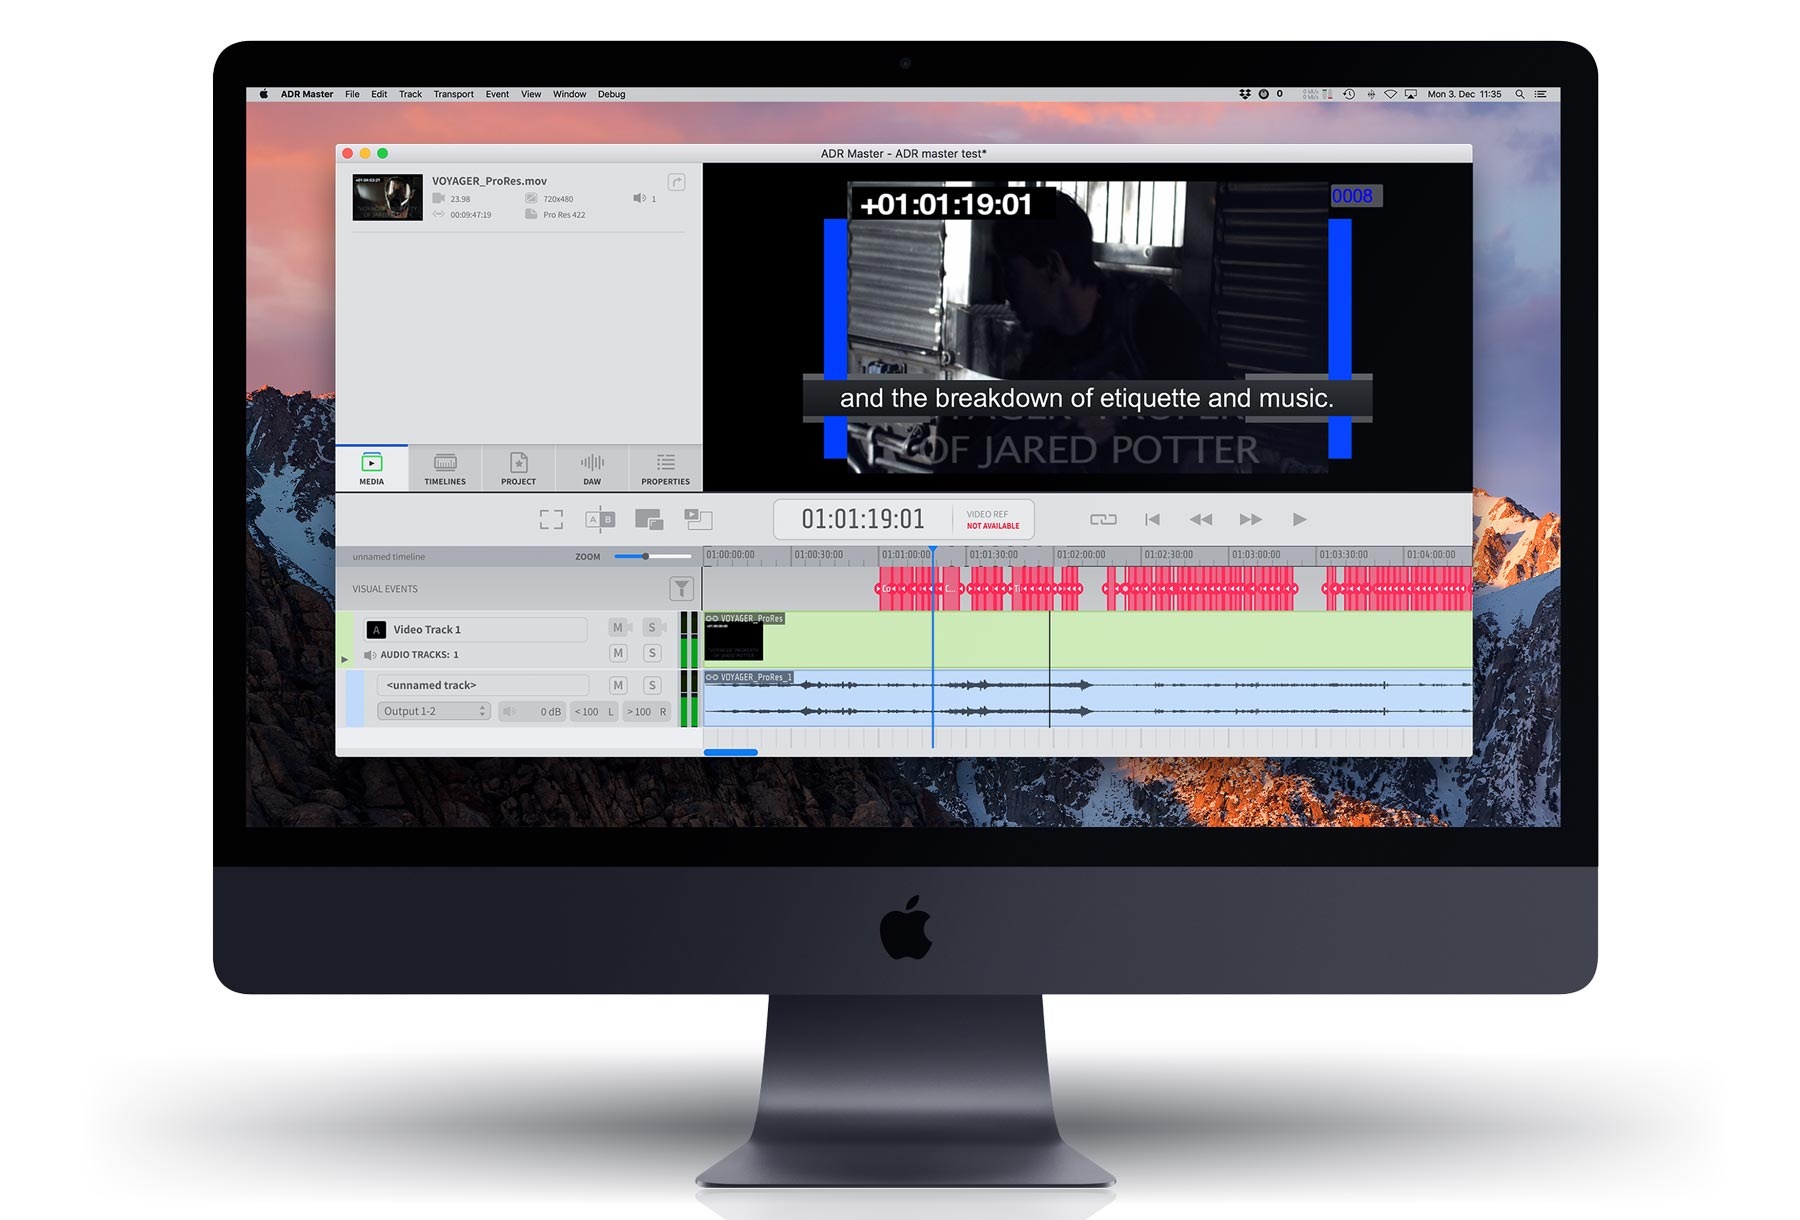 ADR Master File Edit Track Transport Event View Window Debug 0 Mon 3. Dec 11:35
ADR Master - ADR master test*
VOYAGER_ProRes.mov
23.98 720x480 1
00:09:47:19 Pro Res 422
+01:01:19:01
0008
and the breakdown of etiquette and music.
OF JARED POTTER
MEDIA TIMELINES PROJECT DAW PROPERTIES
01:01:19:01
VIDEO REF
NOT AVAILABLE
unnamed timeline ZOOM
01:00:00:00 01:00:30:00 01:01:00:00 01:01:30:00 01:02:00:00 01:02:30:00 01:03:00:00 01:03:30:00 01:04:00:00
VISUAL EVENTS
Co C... Ti
A Video Track 1 M S
VOYAGER_ProRes
AUDIO TRACKS: 1 M S
<unnamed track> M S
VOYAGER_ProRes_1
Output 1-2 0 dB <100 L >100 R